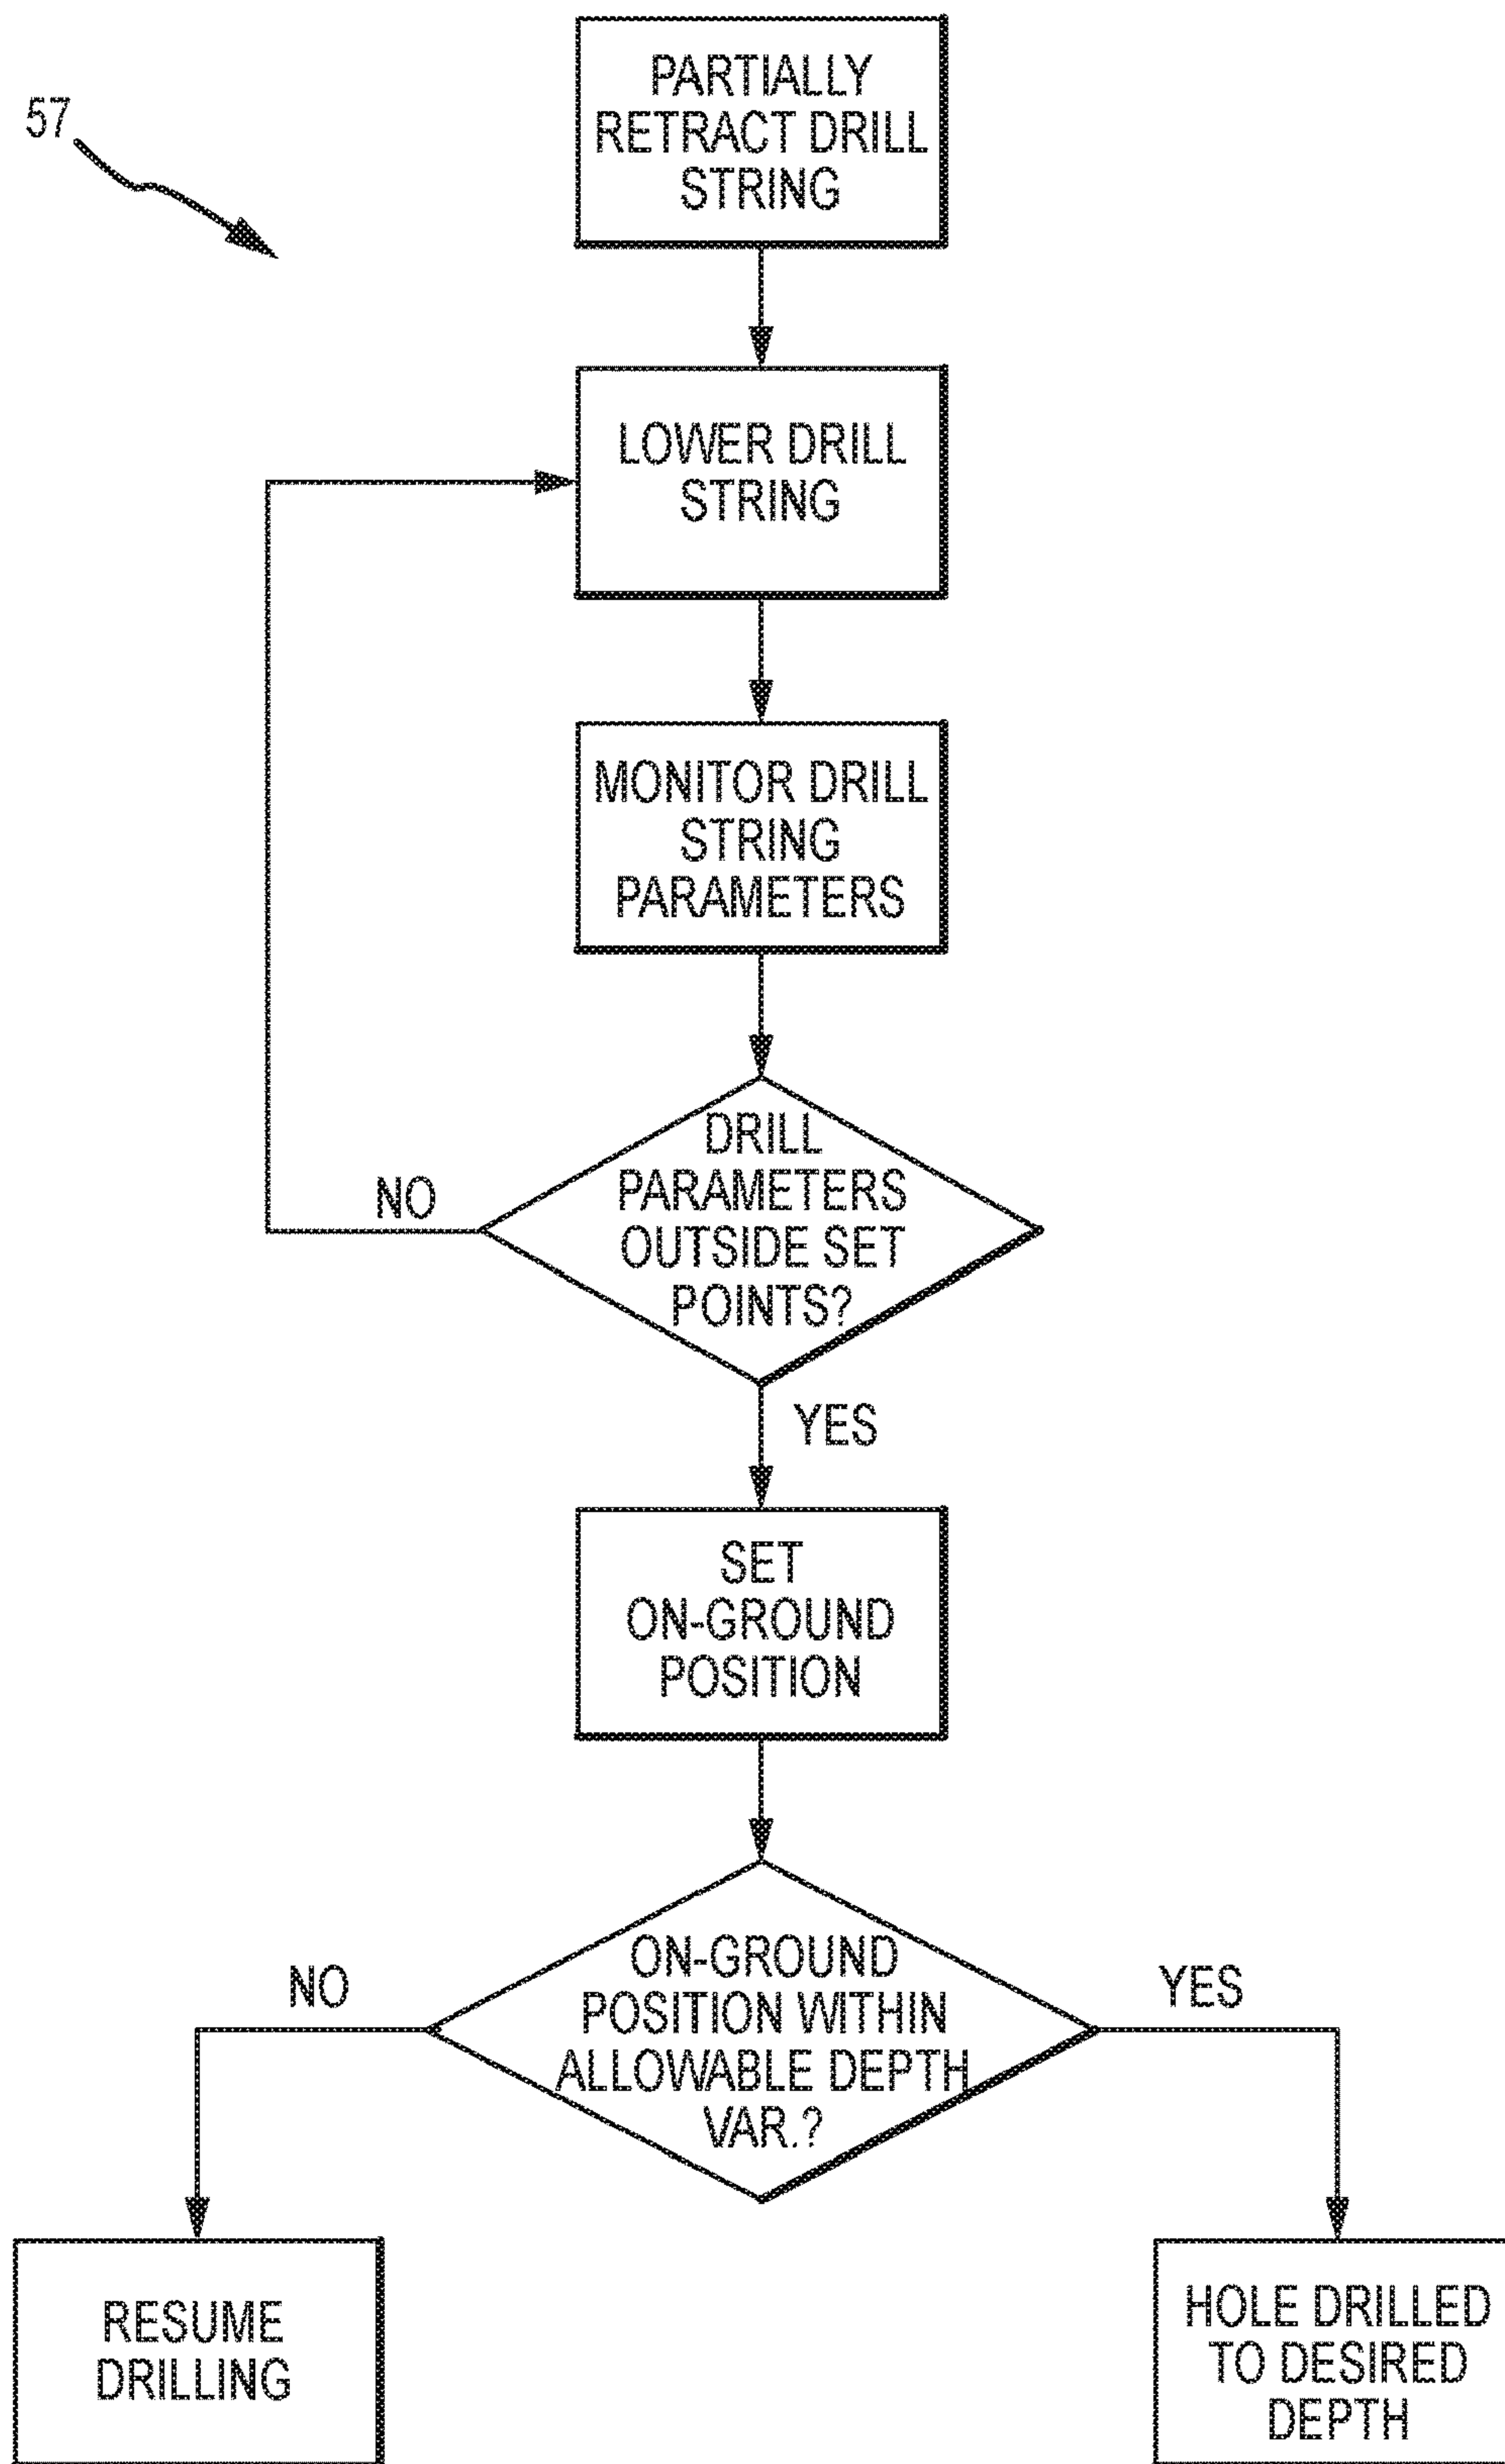 57
PARTIALLY
RETRACT DRILL
STRING
LOWER DRILL
STRING
MONITOR DRILL
STRING
PARAMETERS
DRILL
PARAMETERS
OUTSIDE SET
POINTS?
NO
YES
SET
ON-GROUND
POSITION
ON-GROUND
POSITION WITHIN
ALLOWABLE DEPTH
VAR.?
NO
YES
RESUME
DRILLING
HOLE DRILLED
TO DESIRED
DEPTH